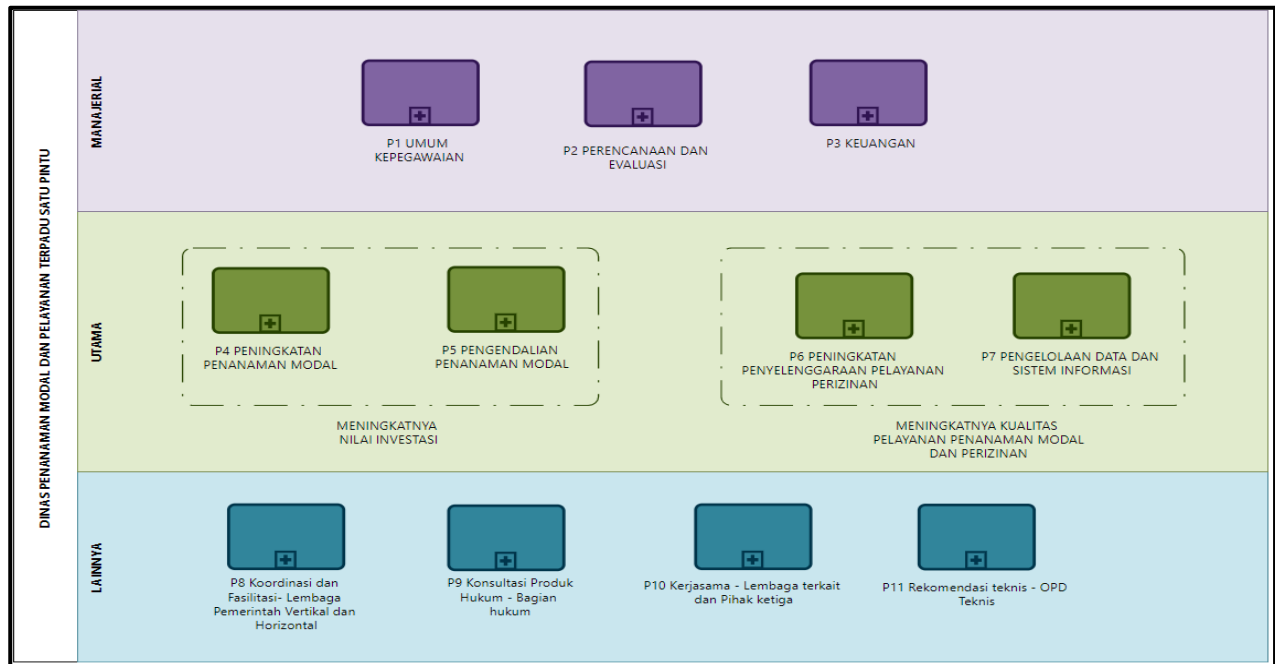 DINAS PENANAMAN MODAL DAN PELAYANAN TERPADU SATU PINTU
MANAJERIAL
P1 UMUM
KEPEGAWAIAN
P2 PERENCANAAN DAN
EVALUASI
P3 KEUANGAN
UTAMA
P4 PENINGKATAN
PENANAMAN MODAL
P5 PENGENDALIAN
PENANAMAN MODAL
MENINGKATNYA
NILAI INVESTASI
P6 PENINGKATAN
PENYELENGGARAAN PELAYANAN
PERIZINAN
P7 PENGELOLAAN DATA DAN
SISTEM INFORMASI
MENINGKATNYA KUALITAS
PELAYANAN PENANAMAN MODAL
DAN PERIZINAN
LAINNYA
P8 Koordinasi dan
Fasilitasi- Lembaga
Pemerintah Vertikal dan
Horizontal
P9 Konsultasi Produk
Hukum - Bagian
hukum
P10 Kerjasama - Lembaga terkait
dan Pihak ketiga
P11 Rekomendasi teknis - OPD
Teknis